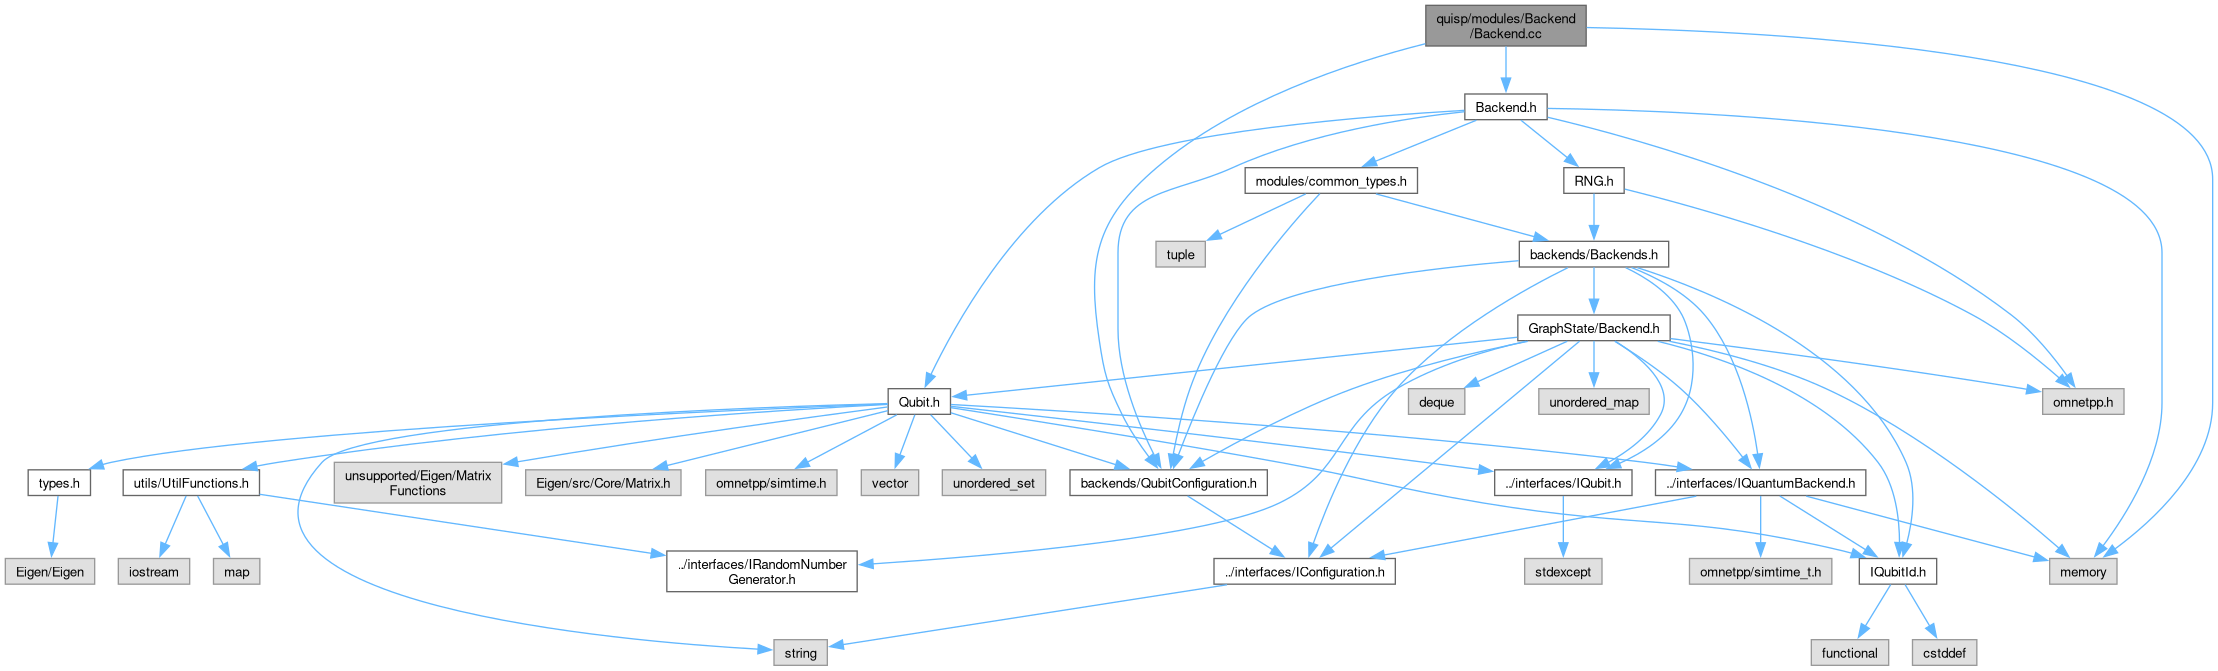 quisp/modules/Backend
/Backend.cc
Backend.h
modules/common_types.h
RNG.h
tuple
backends/Backends.h
GraphState/Backend.h
Qubit.h
deque
unordered_map
omnetpp.h
types.h
utils/UtilFunctions.h
unsupported/Eigen/Matrix
Functions
Eigen/src/Core/Matrix.h
omnetpp/simtime.h
vector
unordered_set
backends/QubitConfiguration.h
../interfaces/IQubit.h
../interfaces/IQuantumBackend.h
Eigen/Eigen
iostream
map
../interfaces/IRandomNumber
Generator.h
../interfaces/IConfiguration.h
stdexcept
omnetpp/simtime_t.h
IQubitId.h
memory
string
functional
cstddef